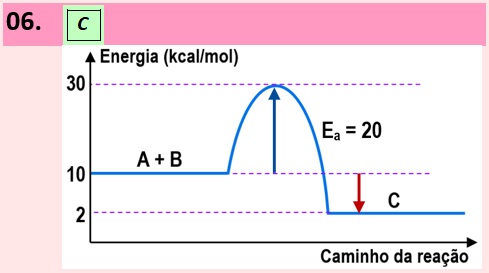 06. C
Energia (kcal/mol)
30
Ea = 20
A + B
10
C
2
Caminho da reação